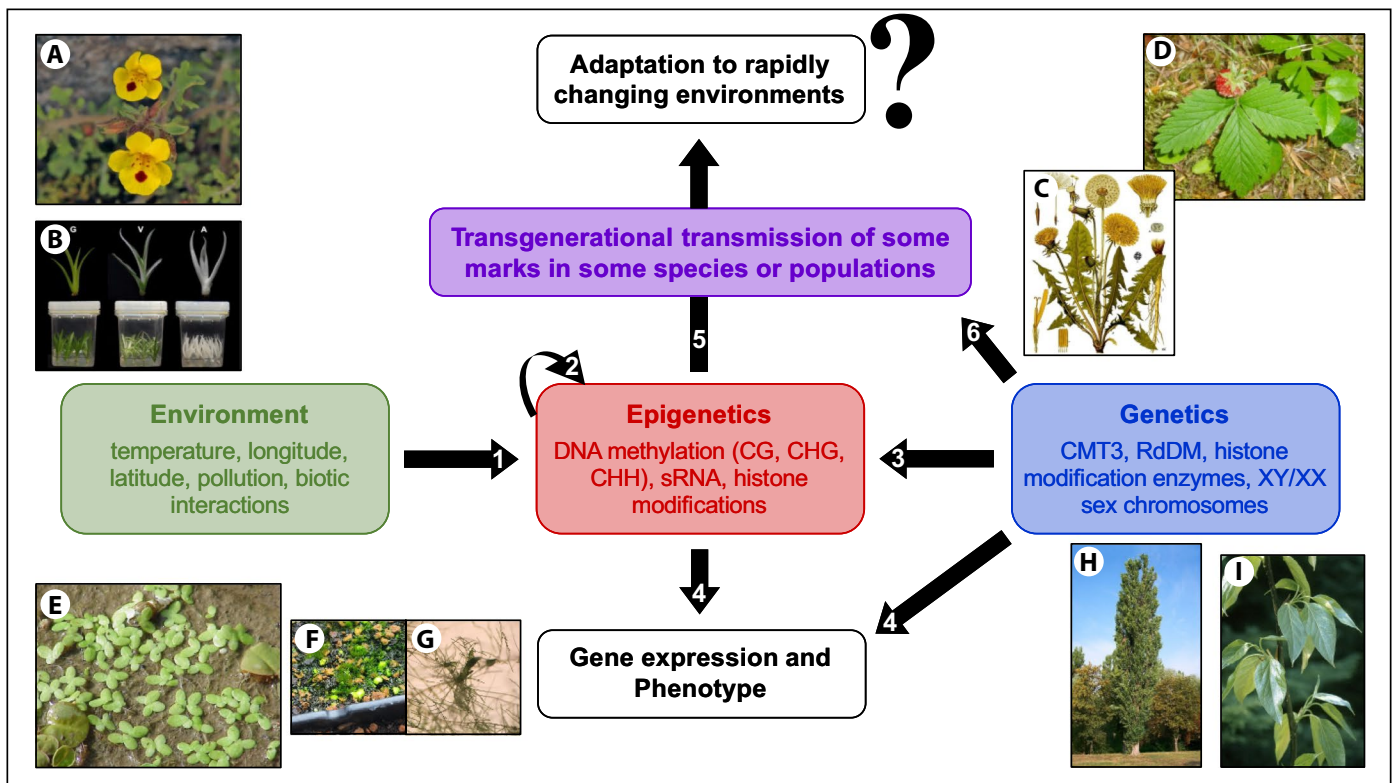 A
Adaptation to rapidly
changing environments
?
D
C
B
G V A
Transgenerational transmission of some
marks in some species or populations
5
6
2
Environment
temperature, longitude,
latitude, pollution, biotic
interactions
1
Epigenetics
DNA methylation (CG, CHG,
CHH), sRNA, histone
modifications
3
Genetics
CMT3, RdDM, histone
modification enzymes, XY/XX
sex chromosomes
4
4
Gene expression and
Phenotype
E
F
G
H
I